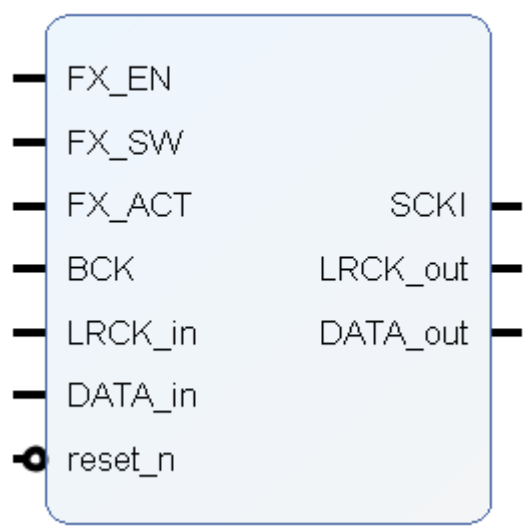 FX_EN
FX_SW
FX_ACT
SCKI
BCK
LRCK_out
LRCK_in
DATA_out
DATA_in
reset_n